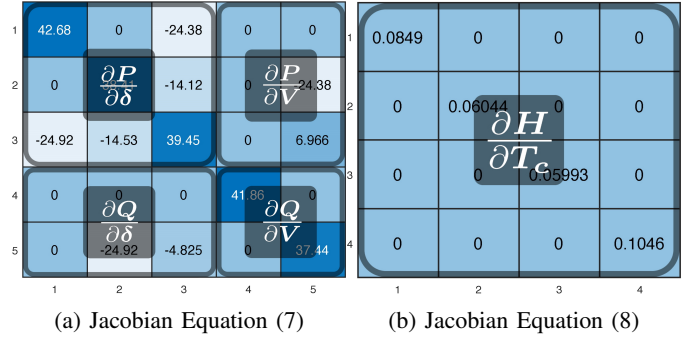 1 42.68 0 -24.38 0 0
2 0 -14.12 0 24.38
3 -24.92 -14.53 39.45 0 6.966
4 0 0 0 41.86 0
5 0 -24.92 -4.825 0 37.44
1 2 3 4 5
∂P
∂δ
∂P
∂V
∂Q
∂δ
∂Q
∂V
(a) Jacobian Equation (7)
1 0.0849 0 0 0
2 0 0.06044 0 0
3 0 0 0.05993 0
4 0 0 0 0.1046
1 2 3 4
∂H
∂Tc
(b) Jacobian Equation (8)